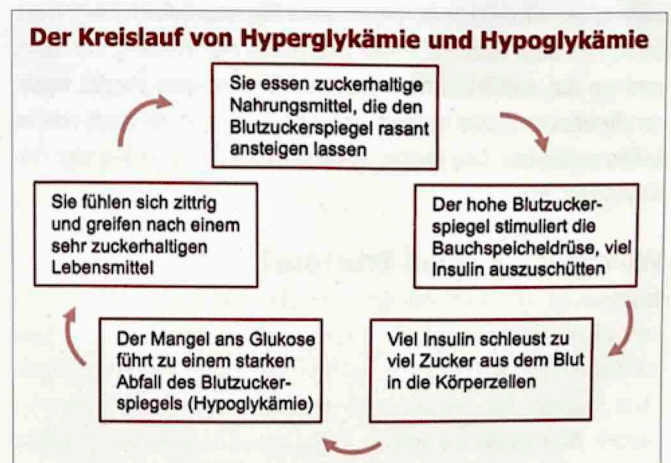 Der Kreislauf von Hyperglykämie und Hypoglykämie
Sie essen zuckerhaltige
Nahrungsmittel, die den
Blutzuckerspiegel rasant
ansteigen lassen
Der hohe Blutzucker-
spiegel stimuliert die
Bauchspeicheldrüse, viel
Insulin auszuschütten
Viel Insulin schleust zu
viel Zucker aus dem Blut
in die Körperzellen
Der Mangel ans Glukose
führt zu einem starken
Abfall des Blutzucker-
spiegels (Hypoglykämie)
Sie fühlen sich zittrig
und greifen nach einem
sehr zuckerhaltigen
Lebensmittel